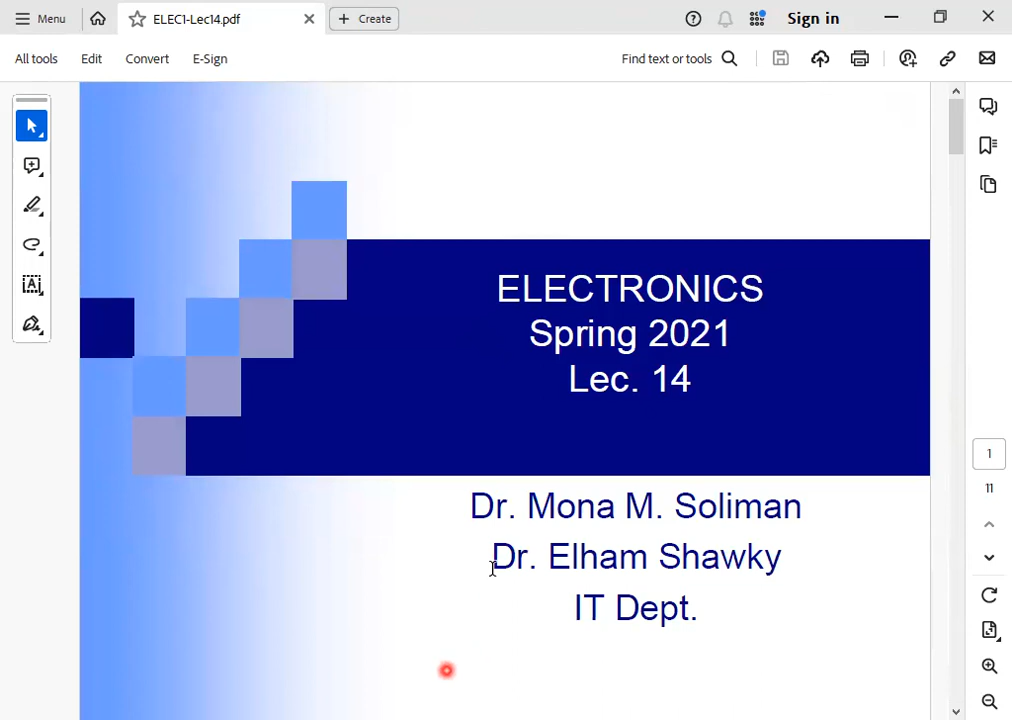 Menu
ELEC1-Lec14.pdf
Create
Sign in
All tools
Edit
Convert
E-Sign
Find text or tools
ELECTRONICS
Spring 2021
Lec. 14
Dr. Mona M. Soliman
Dr. Elham Shawky
IT Dept.
1
11